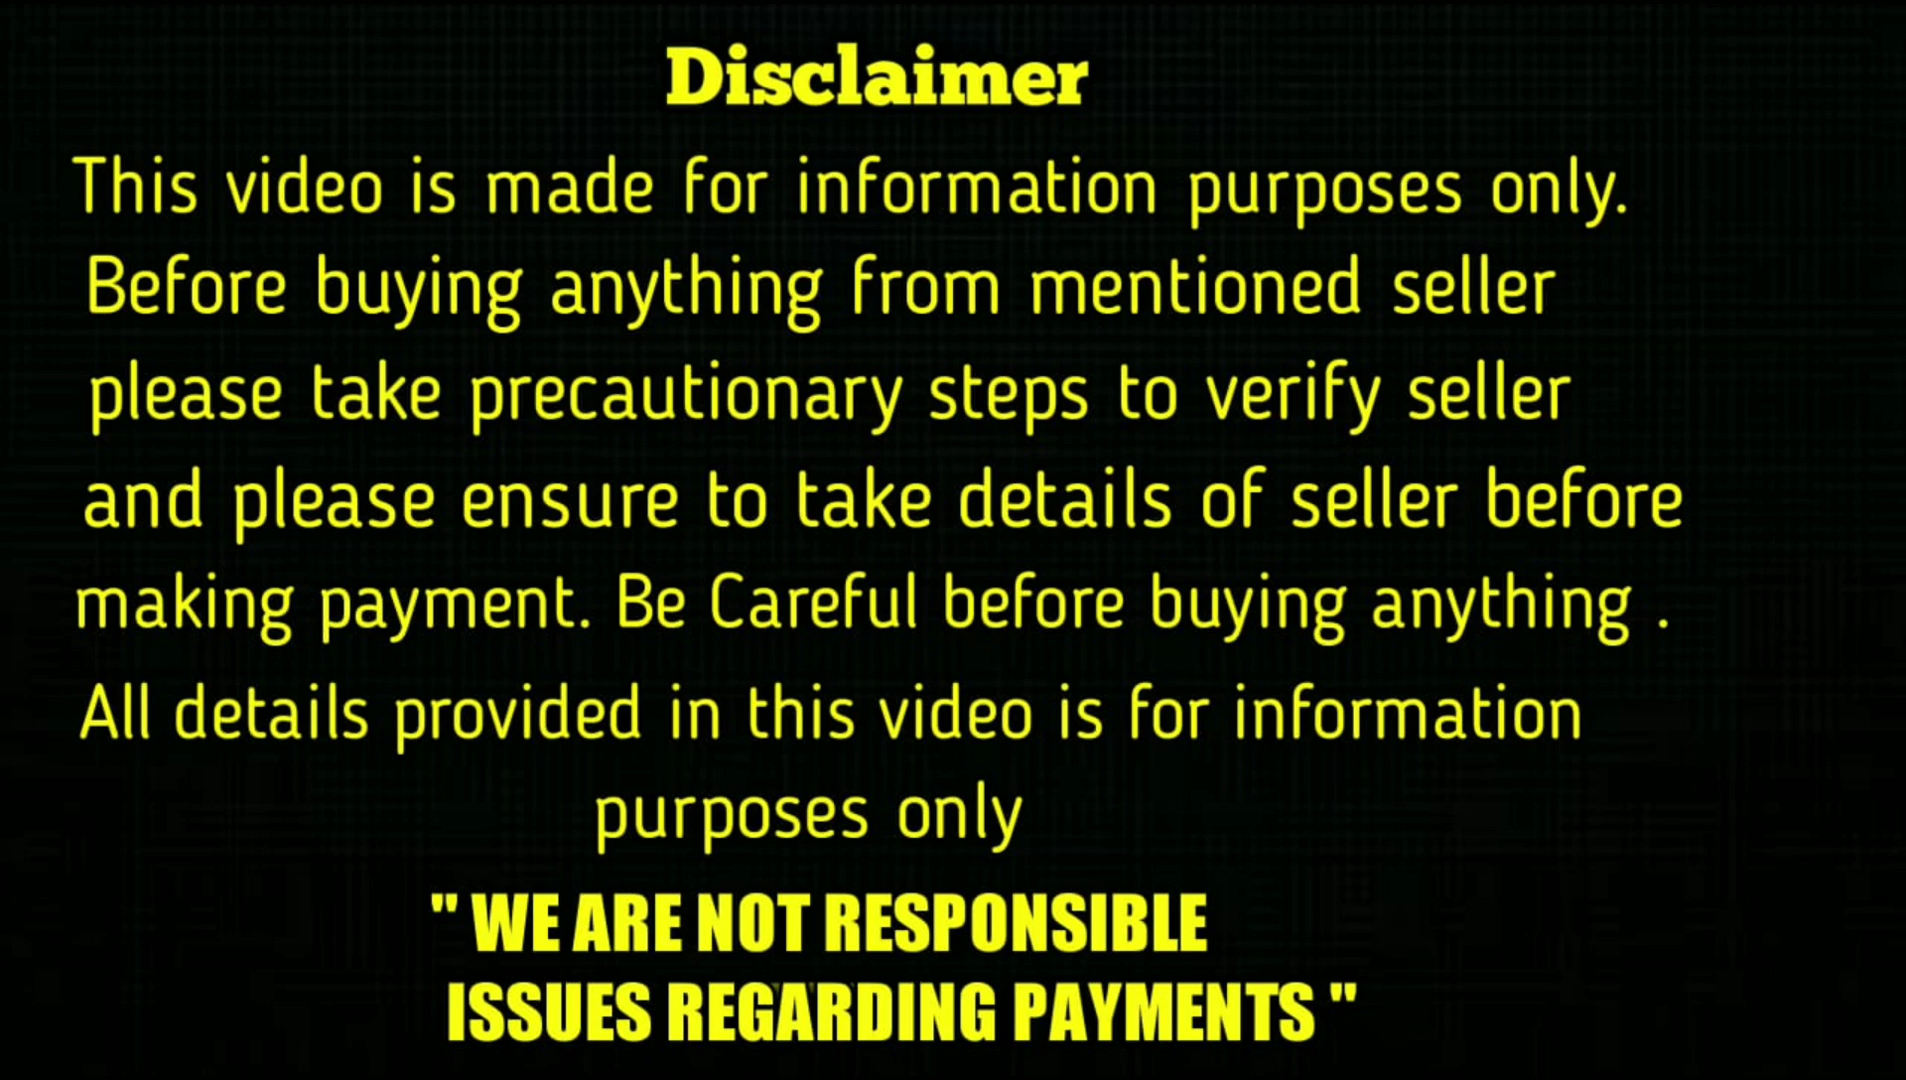 Disclaimer
This video is made for information purposes only.
Before buying anything from mentioned seller
please take precautionary steps to verify seller
and please ensure to take details of seller before
making payment. Be Careful before buying anything .
All details provided in this video is for information
purposes only
" WE ARE NOT RESPONSIBLE
ISSUES REGARDING PAYMENTS "